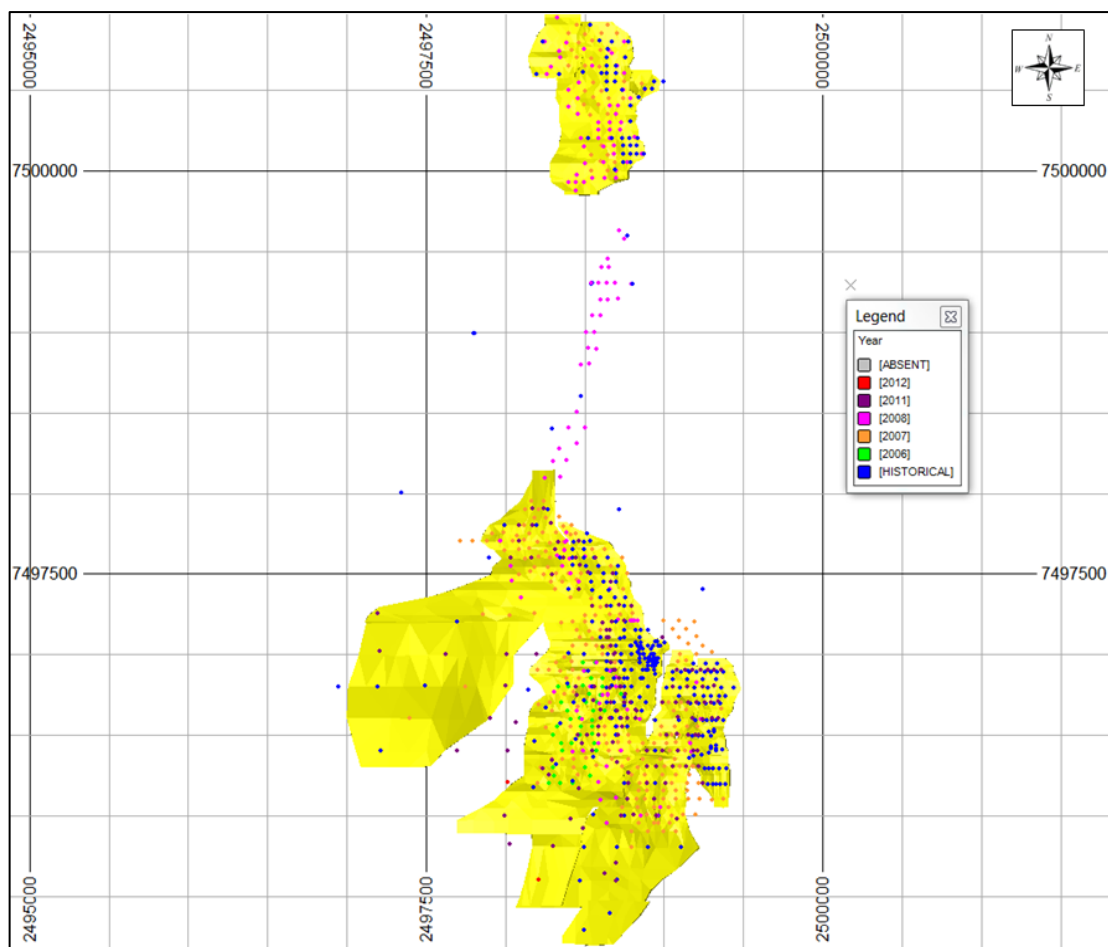 2495000
2497500
2500000
N
W E
S
7500000
7500000
Legend
Year
[ABSENT]
[2012]
[2011]
[2008]
[2007]
[2006]
[HISTORICAL]
7497500
7497500
2495000
2497500
2500000